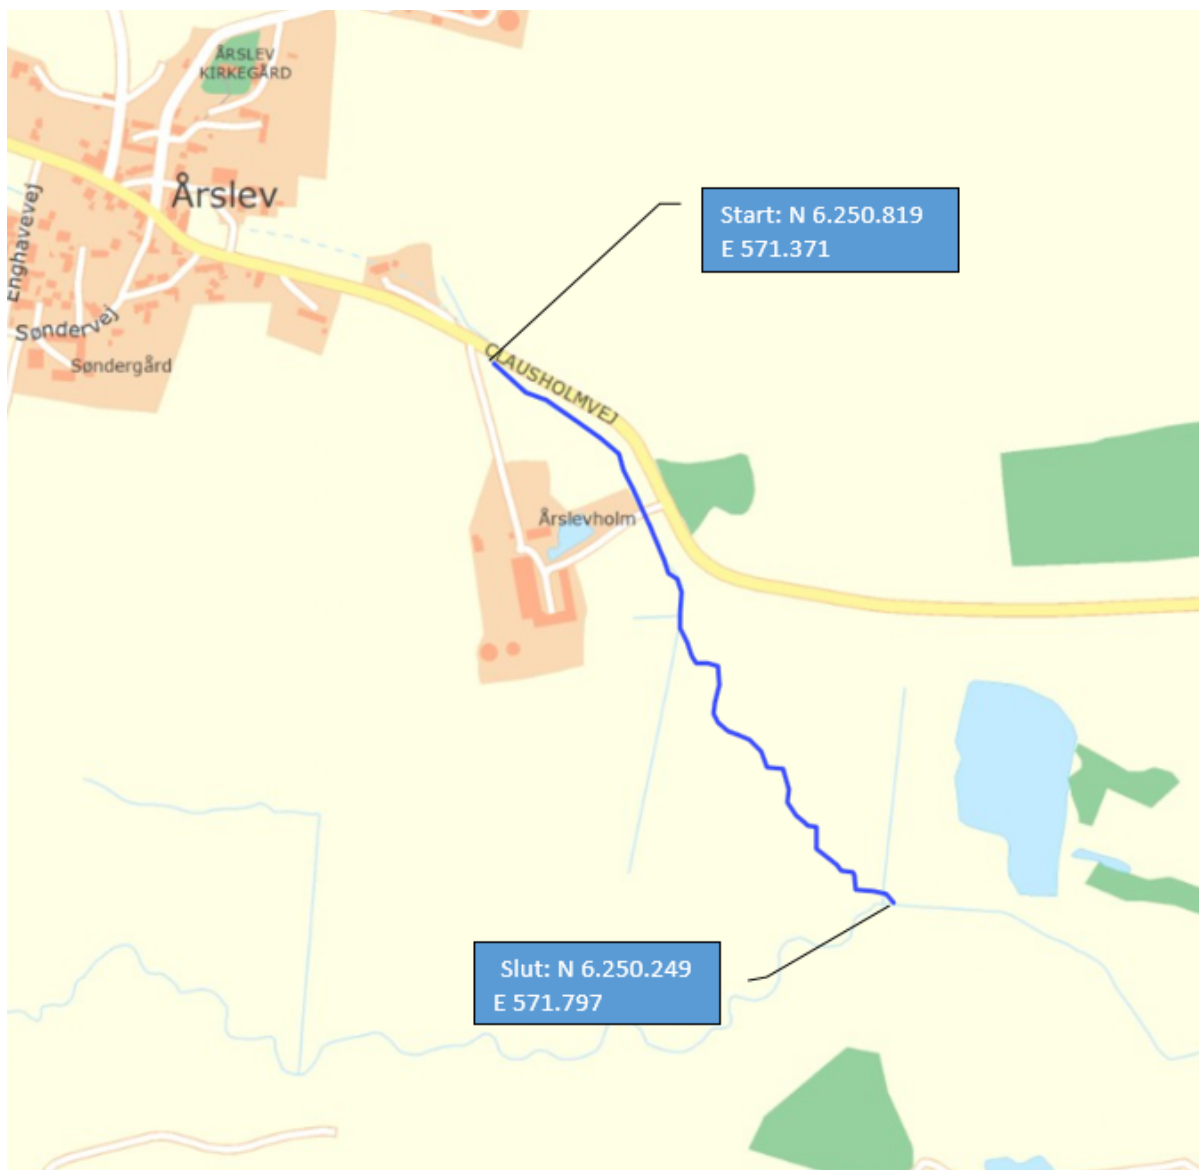 ÅRSLEV
KIRKEGÅRD
Årslev
Enghavevej
Søndervej
Søndergård
Start: N 6.250.819
E 571.371
CLAUSHOLMVEJ
Årslevholm
Slut: N 6.250.249
E 571.797